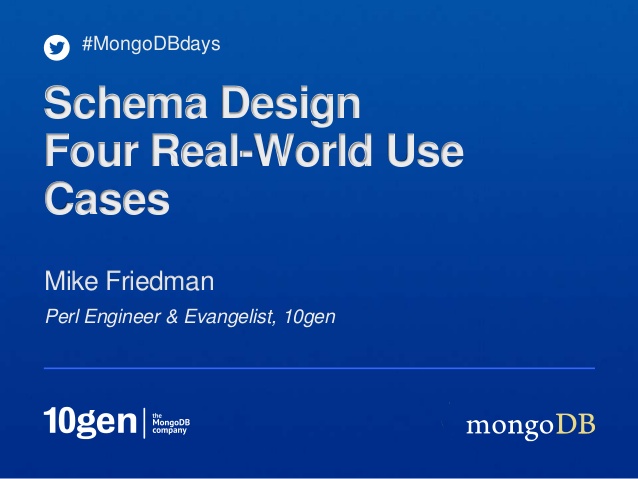 #MongoDBdays
Schema Design
Four Real-World Use
Cases
Mike Friedman
Perl Engineer & Evangelist, 10gen
10gen
the
MongoDB
company
mongoDB